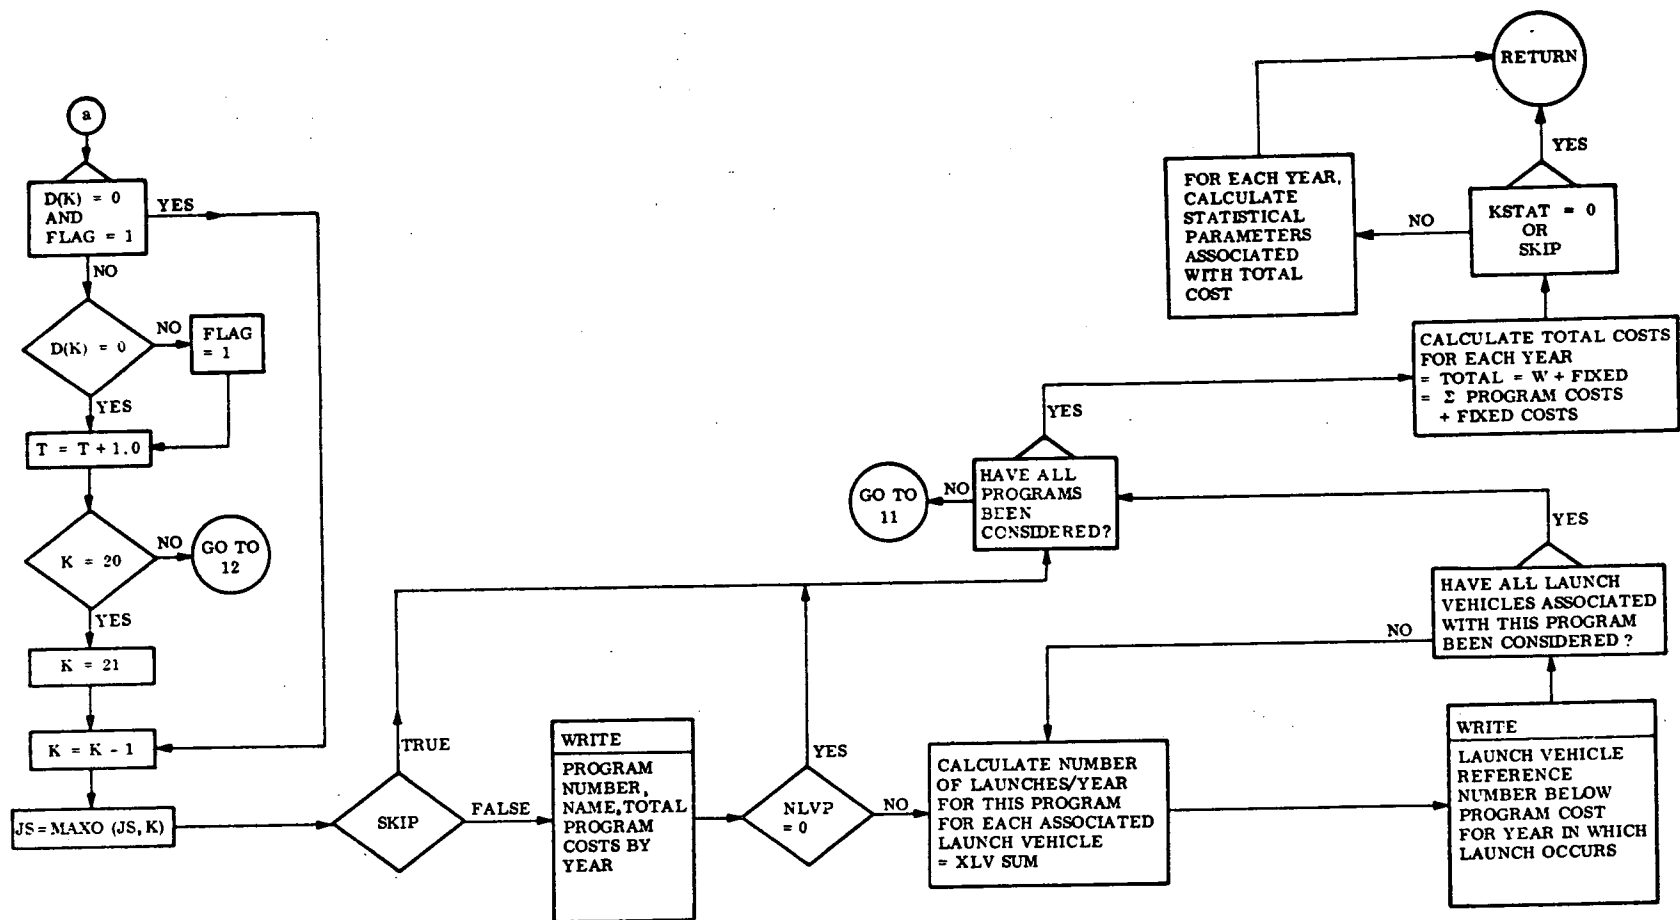 a
D(K) = 0
AND
FLAG = 1
YES
NO
D(K) = 0
NO
FLAG
= 1
YES
T = T + 1.0
K = 20
NO
GO TO
12
YES
K = 21
K = K - 1
JS = MAXO (JS, K)
SKIP
TRUE
FALSE
WRITE
PROGRAM
NUMBER,
NAME, TOTAL
PROGRAM
COSTS BY
YEAR
NLVP
= 0
YES
NO
CALCULATE NUMBER
OF LAUNCHES/YEAR
FOR THIS PROGRAM
FOR EACH ASSOCIATED
LAUNCH VEHICLE
= XLV SUM
WRITE
LAUNCH VEHICLE
REFERENCE
NUMBER BELOW
PROGRAM COST
FOR YEAR IN WHICH
LAUNCH OCCURS
HAVE ALL LAUNCH
VEHICLES ASSOCIATED
WITH THIS PROGRAM
BEEN CONSIDERED ?
NO
YES
HAVE ALL
PROGRAMS
BEEN
CONSIDERED?
NO
GO TO
11
YES
CALCULATE TOTAL COSTS
FOR EACH YEAR
= TOTAL = W + FIXED
= Σ PROGRAM COSTS
+ FIXED COSTS
KSTAT = 0
OR
SKIP
YES
NO
FOR EACH YEAR,
CALCULATE
STATISTICAL
PARAMETERS
ASSOCIATED
WITH TOTAL
COST
RETURN